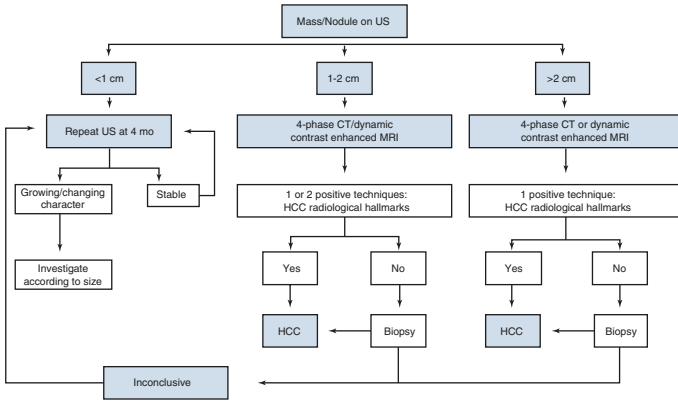 Mass/Nodule on US
<1 cm
1-2 cm
>2 cm
Repeat US at 4 mo
4-phase CT/dynamic
contrast enhanced MRI
4-phase CT or dynamic
contrast enhanced MRI
Growing/changing
character
Stable
1 or 2 positive techniques:
HCC radiological hallmarks
1 positive technique:
HCC radiological hallmarks
Investigate
according to size
Yes
No
Yes
No
HCC
Biopsy
HCC
Biopsy
Inconclusive